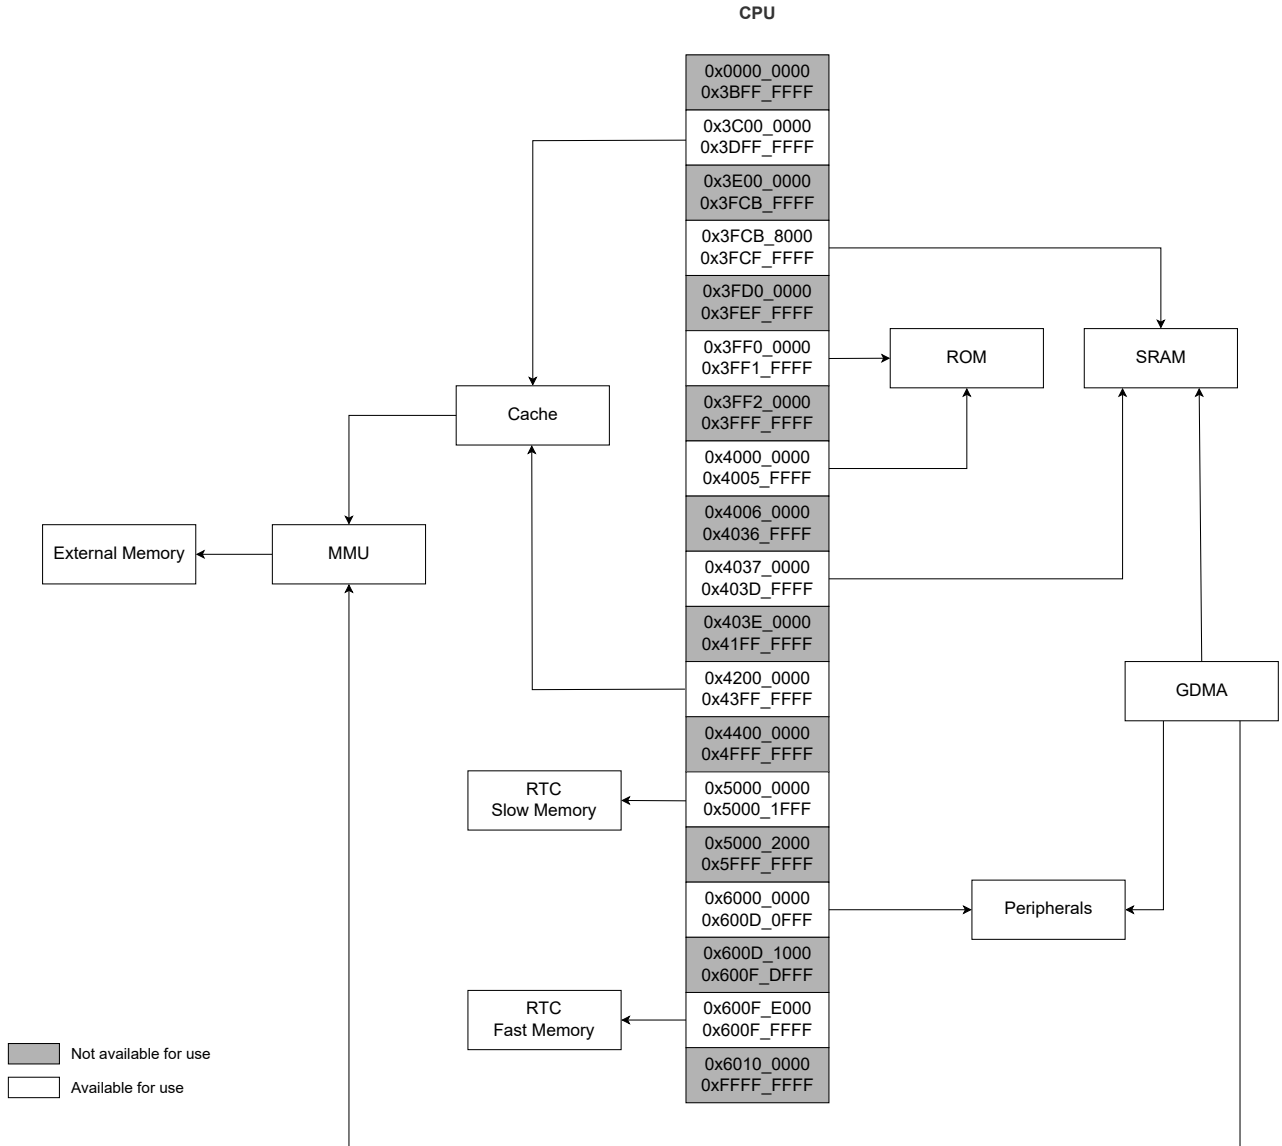 CPU
0x0000_0000
0x3BFF_FFFF
0x3C00_0000
0x3DFF_FFFF
0x3E00_0000
0x3FCB_FFFF
0x3FCB_8000
0x3FCF_FFFF
0x3FD0_0000
0x3FEF_FFFF
0x3FF0_0000
0x3FF1_FFFF
ROM
SRAM
0x3FF2_0000
0x3FFF_FFFF
Cache
0x4000_0000
0x4005_FFFF
0x4006_0000
0x4036_FFFF
External Memory
MMU
0x4037_0000
0x403D_FFFF
0x403E_0000
0x41FF_FFFF
0x4200_0000
0x43FF_FFFF
GDMA
0x4400_0000
0x4FFF_FFFF
RTC
Slow Memory
0x5000_0000
0x5000_1FFF
0x5000_2000
0x5FFF_FFFF
0x6000_0000
0x600D_0FFF
Peripherals
0x600D_1000
0x600F_DFFF
RTC
Fast Memory
0x600F_E000
0x600F_FFFF
0x6010_0000
0xFFFF_FFFF
Not available for use
Available for use